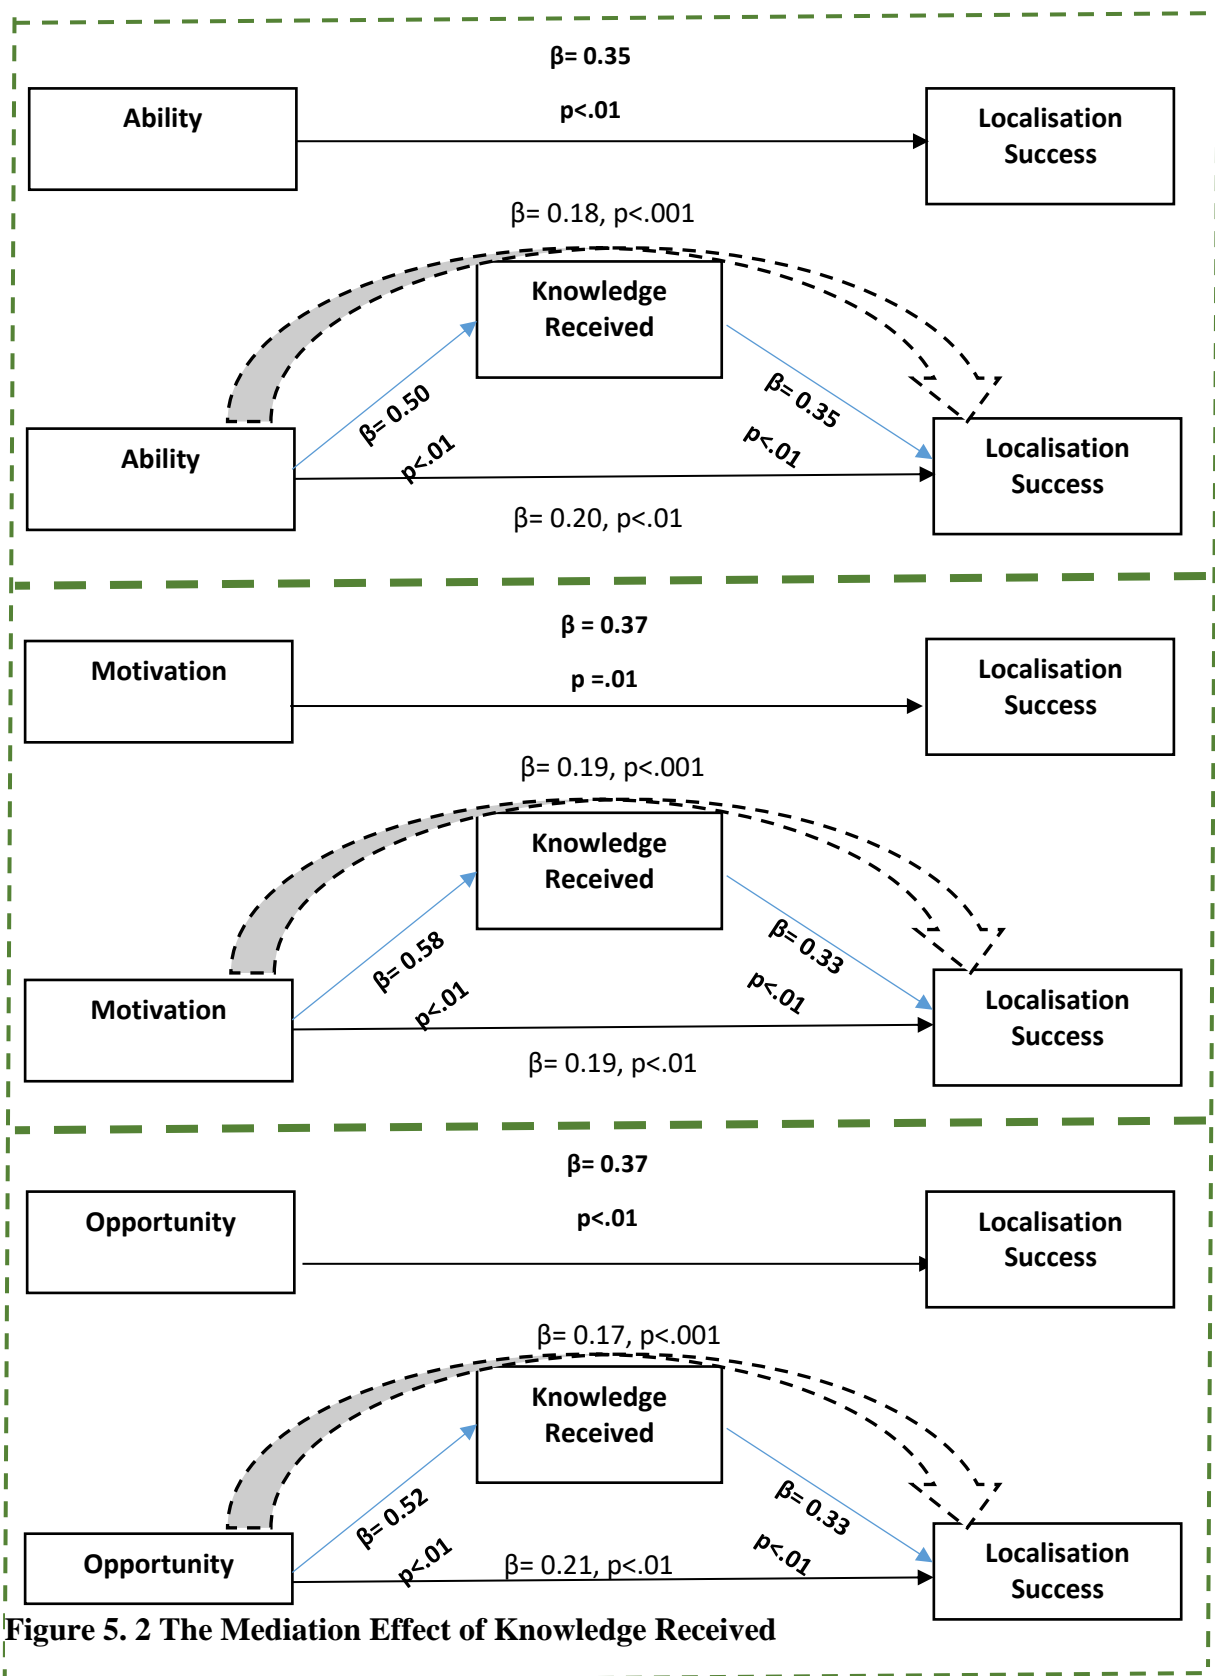 β= 0.35
p<.01
Ability
Localisation
Success
β= 0.18, p<.001
Knowledge
Received
β= 0.50
p<.01
β= 0.35
p<.01
Ability
Localisation
Success
β= 0.20, p<.01
β = 0.37
p =.01
Motivation
Localisation
Success
β= 0.19, p<.001
Knowledge
Received
β= 0.58
p<.01
β= 0.33
p<.01
Motivation
Localisation
Success
β= 0.19, p<.01
β= 0.37
p<.01
Opportunity
Localisation
Success
β= 0.17, p<.001
Knowledge
Received
β= 0.52
p<.01
β= 0.33
p<.01
Opportunity
β= 0.21, p<.01
Localisation
Success
Figure 5. 2 The Mediation Effect of Knowledge Received